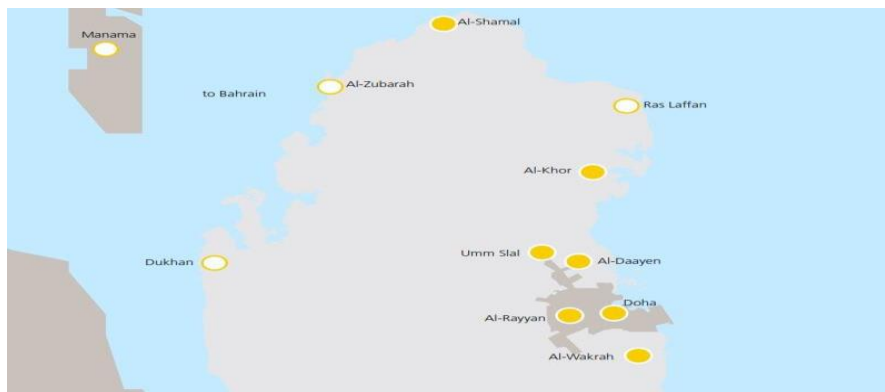 Al-Shamal
Manama
Al-Zubarah
to Bahrain
Ras Laffan
Al-Khor
Umm Slal
Al-Daayen
Dukhan
Doha
Al-Rayyan
Al-Wakrah